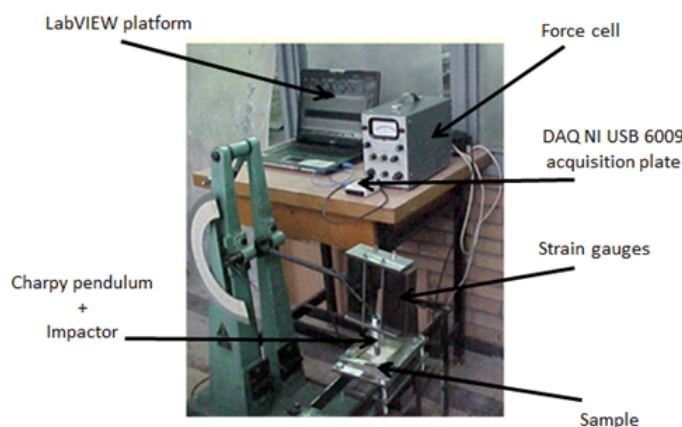 LabVIEW platform
Force cell
DAQ NI USB 6009
acquisition plate
Strain gauges
Charpy pendulum
+
Impactor
Sample